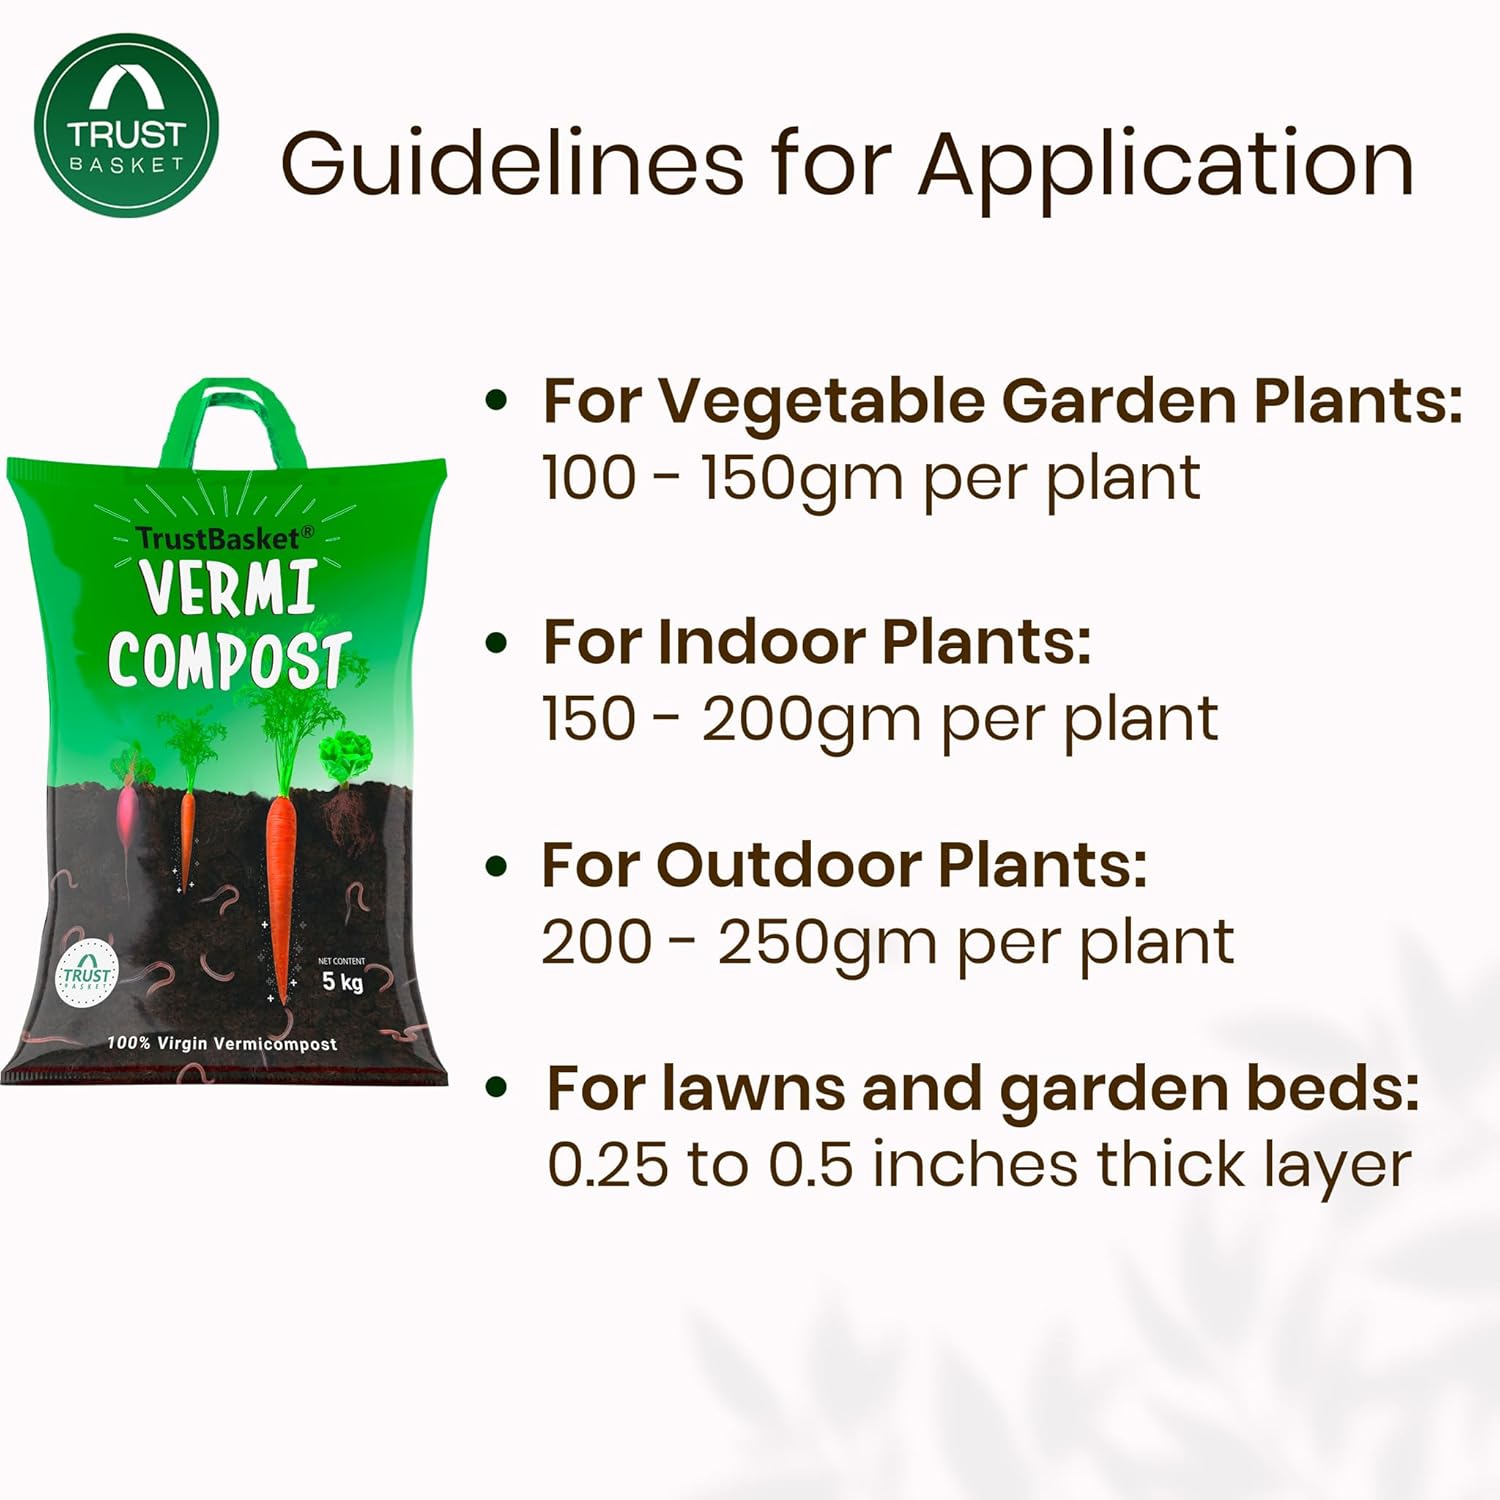 TRUST
BASKET
Guidelines for Application
TrustBasket®
VERMI
COMPOST
TRUST
BASKET
NET CONTENT
5 kg
100% Virgin Vermicompost
• For Vegetable Garden Plants:
100 - 150gm per plant
• For Indoor Plants:
150 - 200gm per plant
• For Outdoor Plants:
200 - 250gm per plant
• For lawns and garden beds:
0.25 to 0.5 inches thick layer